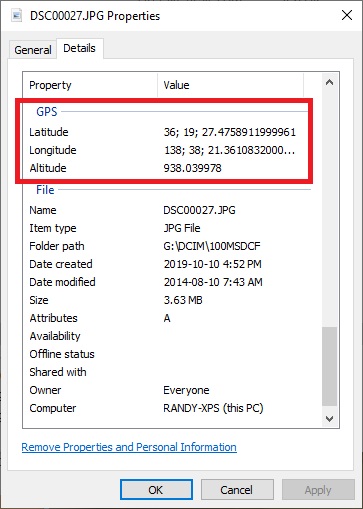 DSC00027.JPG Properties
General Details
Property Value
GPS
Latitude 36; 19; 27.4758911999961
Longitude 138; 38; 21.3610832000...
Altitude 938.039978
File
Name DSC00027.JPG
Item type JPG File
Folder path G:\DCIM\100MSDCF
Date created 2019-10-10 4:52 PM
Date modified 2014-08-10 7:43 AM
Size 3.63 MB
Attributes A
Availability
Offline status
Shared with
Owner Everyone
Computer RANDY-XPS (this PC)
Remove Properties and Personal Information
OK Cancel Apply